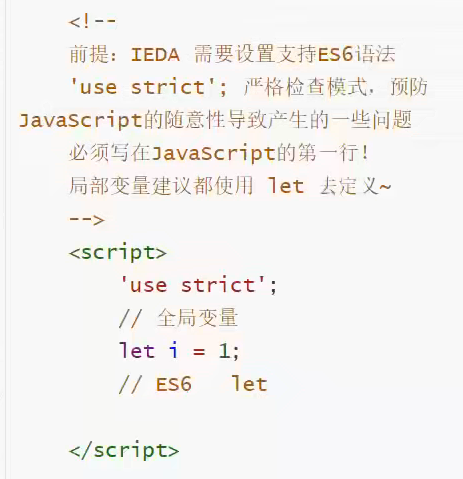 <!--
前提：IEDA 需要设置支持ES6语法
'use strict'; 严格检查模式，预防
JavaScript的随意性导致产生的一些问题
必须写在JavaScript的第一行！
局部变量建议都使用 let 去定义~
-->
<script>
'use strict';
// 全局变量
let i = 1;
// ES6   let
</script>